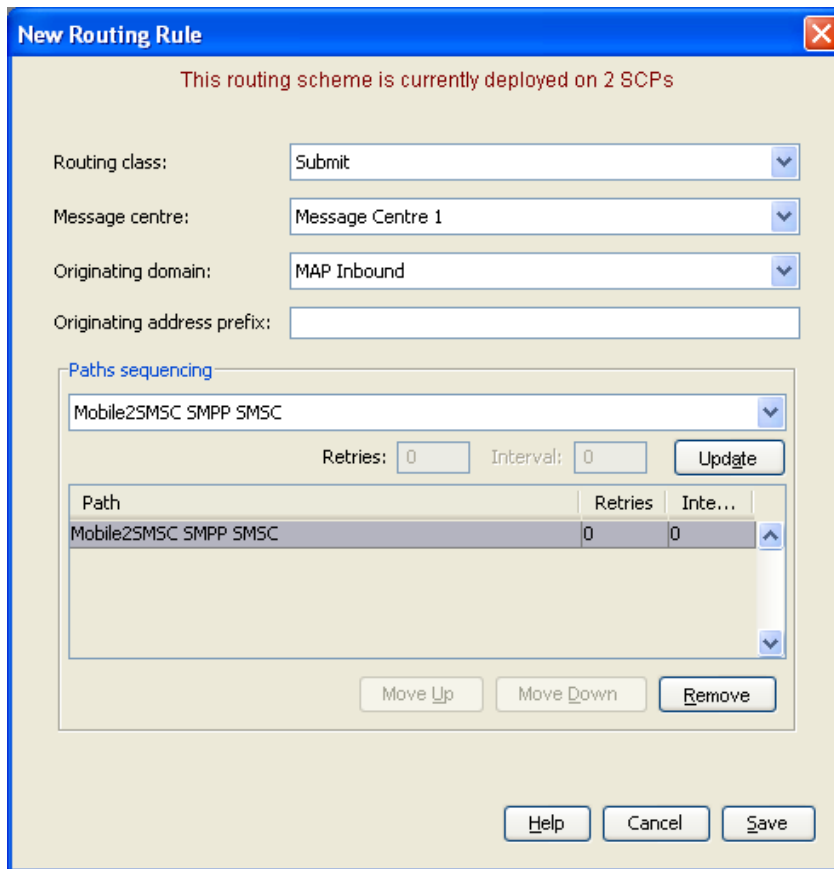 New Routing Rule
This routing scheme is currently deployed on 2 SCPs
Routing class: Submit
Message centre: Message Centre 1
Originating domain: MAP Inbound
Originating address prefix:
Paths sequencing
Mobile2SMSC SMPP SMSC
Retries: 0 Interval: 0 Update
Path Retries Inte...
Mobile2SMSC SMPP SMSC 0 0
Move Up Move Down Remove
Help Cancel Save